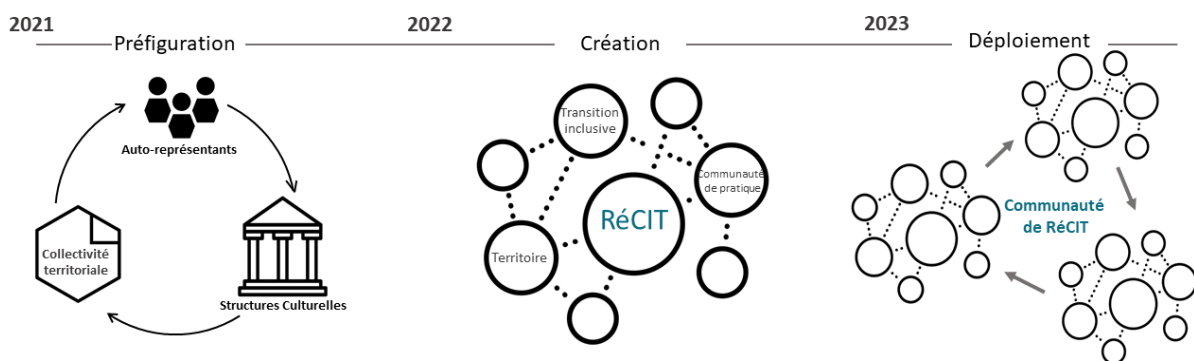 2021
Préfiguration
Auto-représentants
Collectivité
territoriale
Structures Culturelles
2022
Création
Transition
inclusive
Communauté
de pratique
RéCIT
Territoire
2023
Déploiement
Communauté
de RéCIT